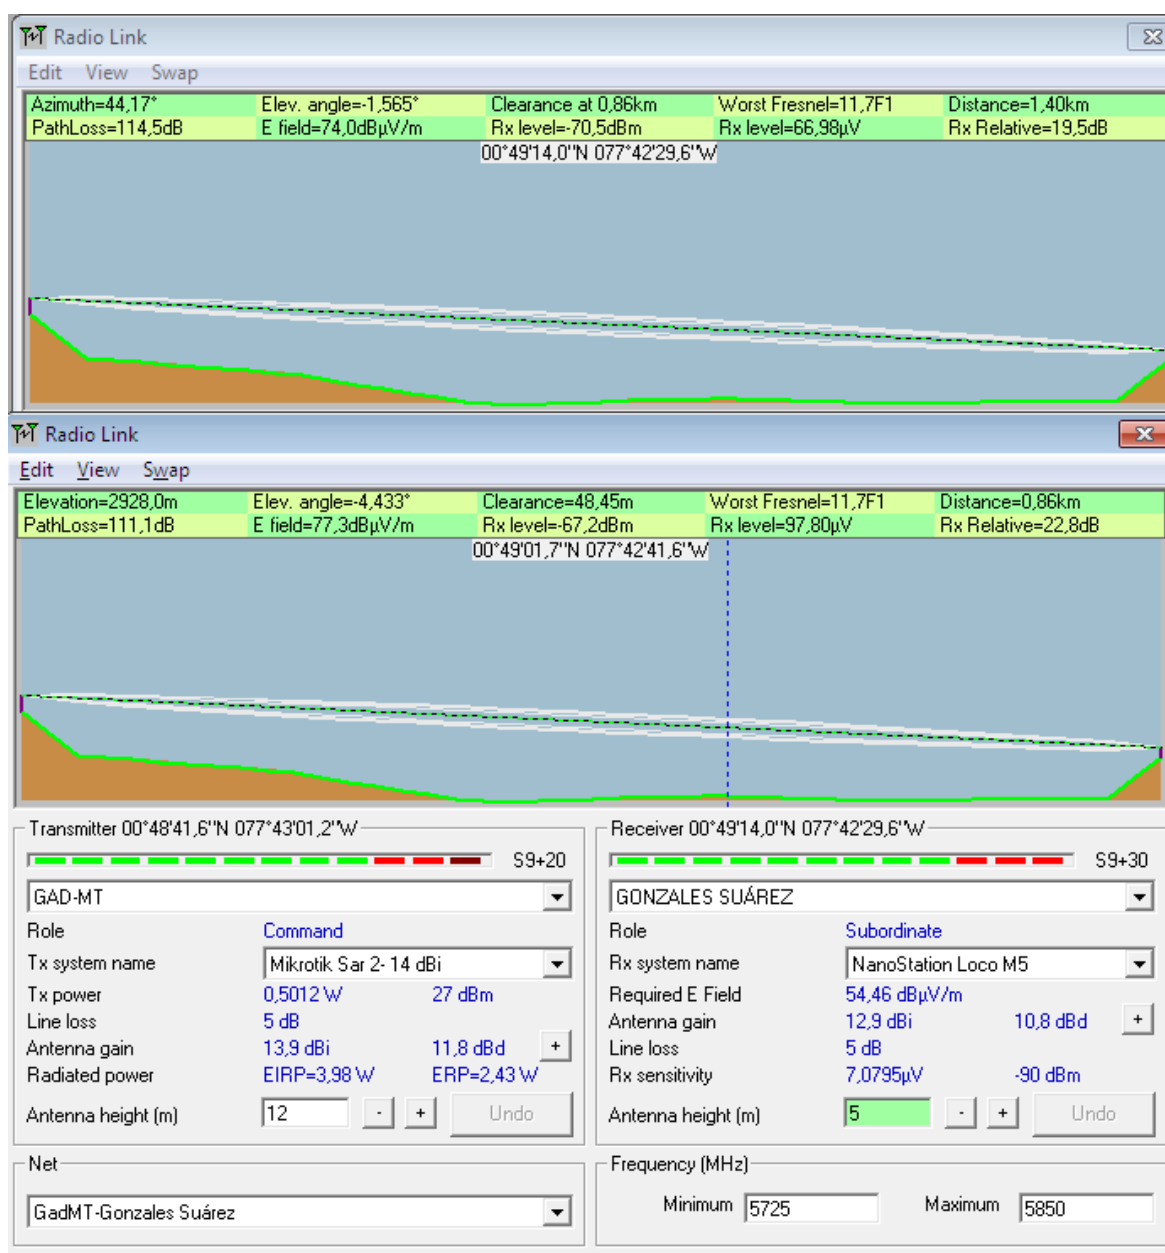 Radio Link
Edit View Swap
Azimuth=44,17° Elev. angle=-1,565° Clearance at 0,86km Worst Fresnel=11,7F1 Distance=1,40km
PathLoss=114,5dB E field=74,0dBµV/m Rx level=-70,5dBm Rx level=66,98µV Rx Relative=19,5dB
00°49'14,0"N 077°42'29,6"W
Radio Link
Edit View Swap
Elevation=2928,0m Elev. angle=-4,433° Clearance=48,45m Worst Fresnel=11,7F1 Distance=0,86km
PathLoss=111,1dB E field=77,3dBµV/m Rx level=-67,2dBm Rx level=97,80µV Rx Relative=22,8dB
00°49'01,7"N 077°42'41,6"W
Transmitter 00°48'41,6"N 077°43'01,2"W
S9+20
GAD-MT
Role Command
Tx system name Mikrotik Sar 2- 14 dBi
Tx power 0,5012 W 27 dBm
Line loss 5 dB
Antenna gain 13,9 dBi 11,8 dBd +
Radiated power EIRP=3,98 W ERP=2,43 W
Antenna height (m) 12 - + Undo
Net
GadMT-Gonzales Suárez
Receiver 00°49'14,0"N 077°42'29,6"W
S9+30
GONZALES SUÁREZ
Role Subordinate
Rx system name NanoStation Loco M5
Required E Field 54,46 dBµV/m
Antenna gain 12,9 dBi 10,8 dBd +
Line loss 5 dB
Rx sensitivity 7,0795µV -90 dBm
Antenna height (m) 5 - + Undo
Frequency (MHz)
Minimum 5725 Maximum 5850